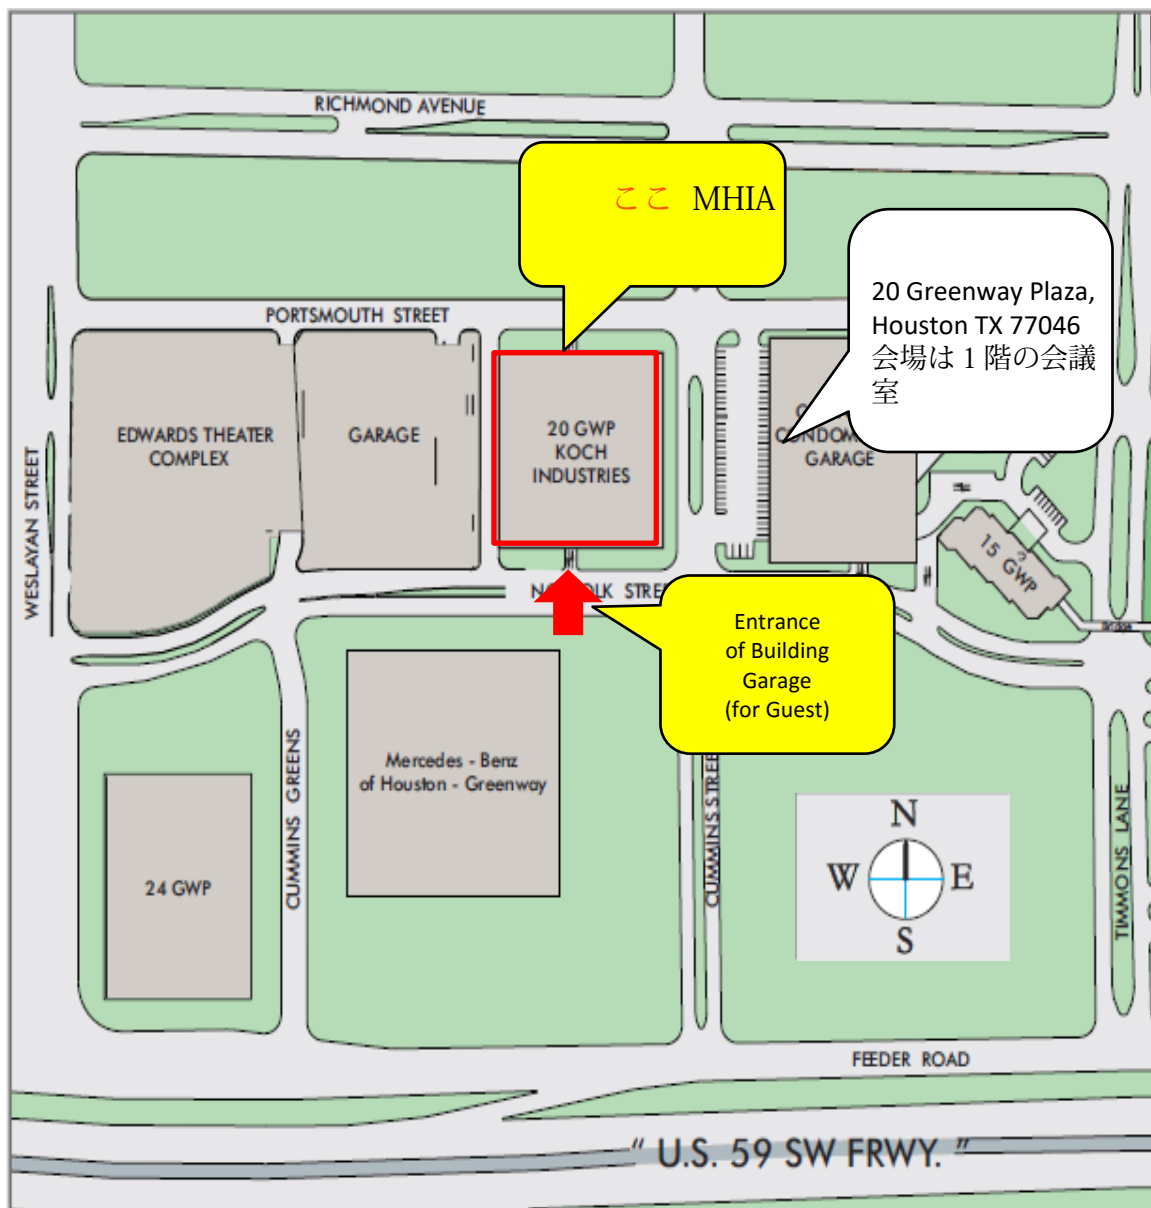 RICHMOND AVENUE
ここ MHIA
20 Greenway Plaza,
Houston TX 77046
会場は１階の会議
室
PORTSMOUTH STREET
WESLAYAN STREET
EDWARDS THEATER
COMPLEX
GARAGE
20 GWP
KOCH
INDUSTRIES
GARAGE
15 GWP
?
Bridge
Entrance
of Building
Garage
(for Guest)
Mercedes - Benz
of Houston - Greenway
CUMMINS GREENS
24 GWP
N
W E
S
TIMMONS LANE
FEEDER ROAD
“ U.S. 59 SW FRWY. ”